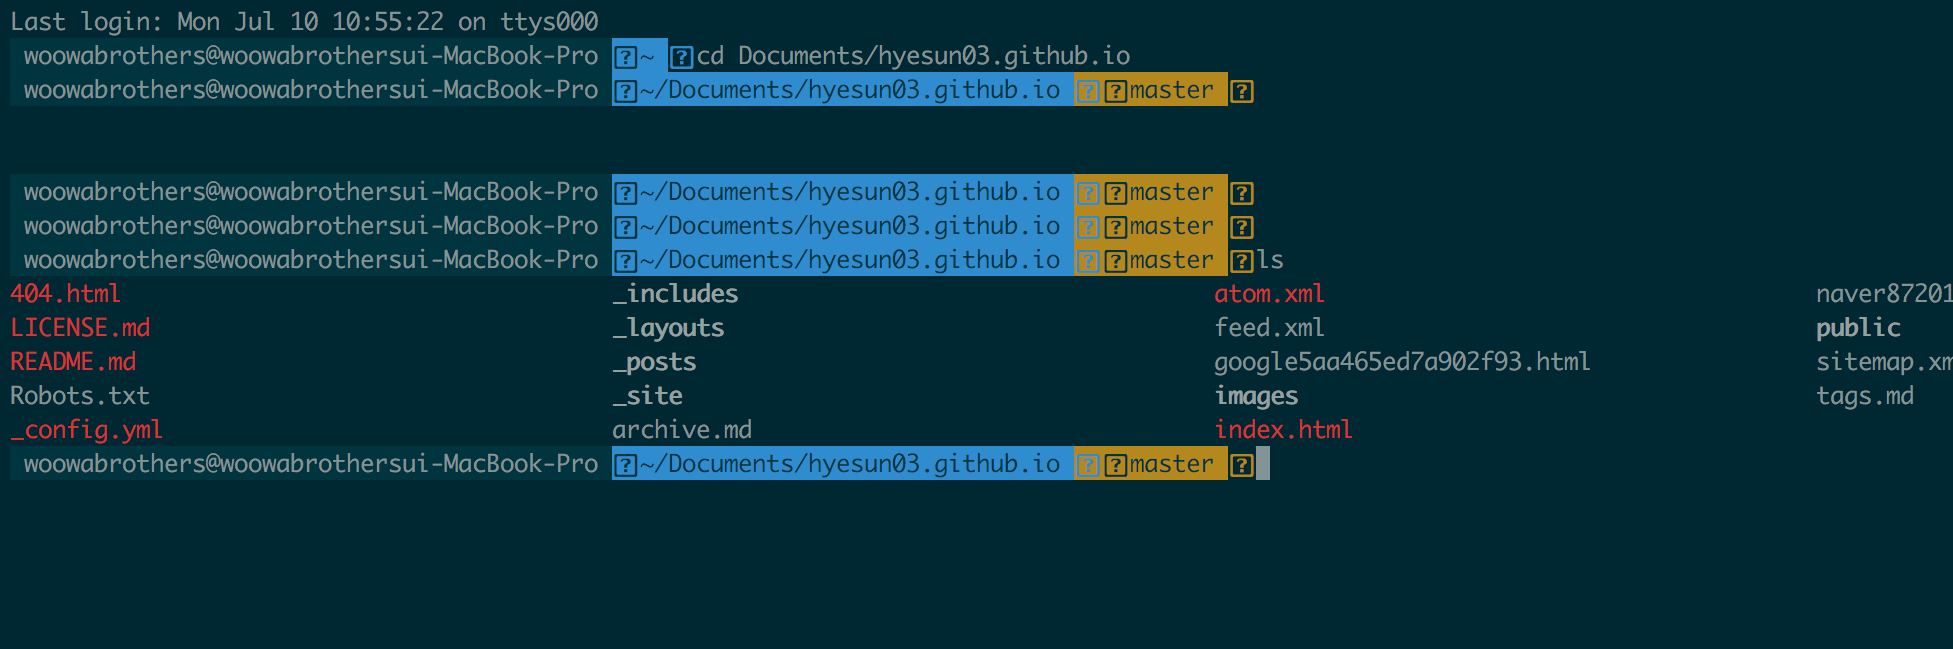 Last login: Mon Jul 10 10:55:22 on ttys000
woowabrothers@woowabrothersui-MacBook-Pro ~ cd Documents/hyesun03.github.io
woowabrothers@woowabrothersui-MacBook-Pro ~/Documents/hyesun03.github.io master
woowabrothers@woowabrothersui-MacBook-Pro ~/Documents/hyesun03.github.io master
woowabrothers@woowabrothersui-MacBook-Pro ~/Documents/hyesun03.github.io master
woowabrothers@woowabrothersui-MacBook-Pro ~/Documents/hyesun03.github.io master ls
404.html _includes atom.xml naver87201
LICENSE.md _layouts feed.xml public
README.md _posts google5aa465ed7a902f93.html sitemap.xm
Robots.txt _site images tags.md
_config.yml archive.md index.html
woowabrothers@woowabrothersui-MacBook-Pro ~/Documents/hyesun03.github.io master